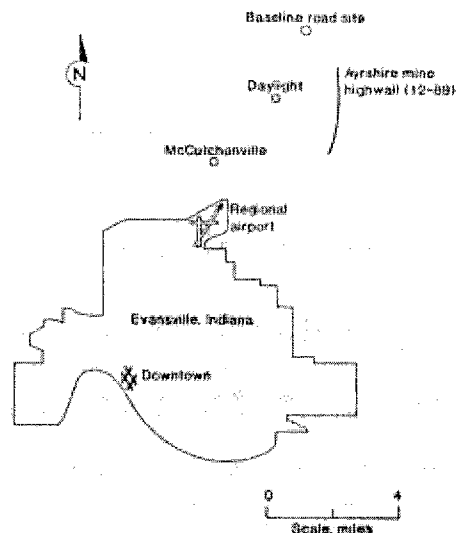 Baseline road site
N
Daylight
Ayrshire mine
highwall (12-89)
McCutchanville
Regional
airport
Evansville, Indiana
Downtown
0 4
Scale, miles